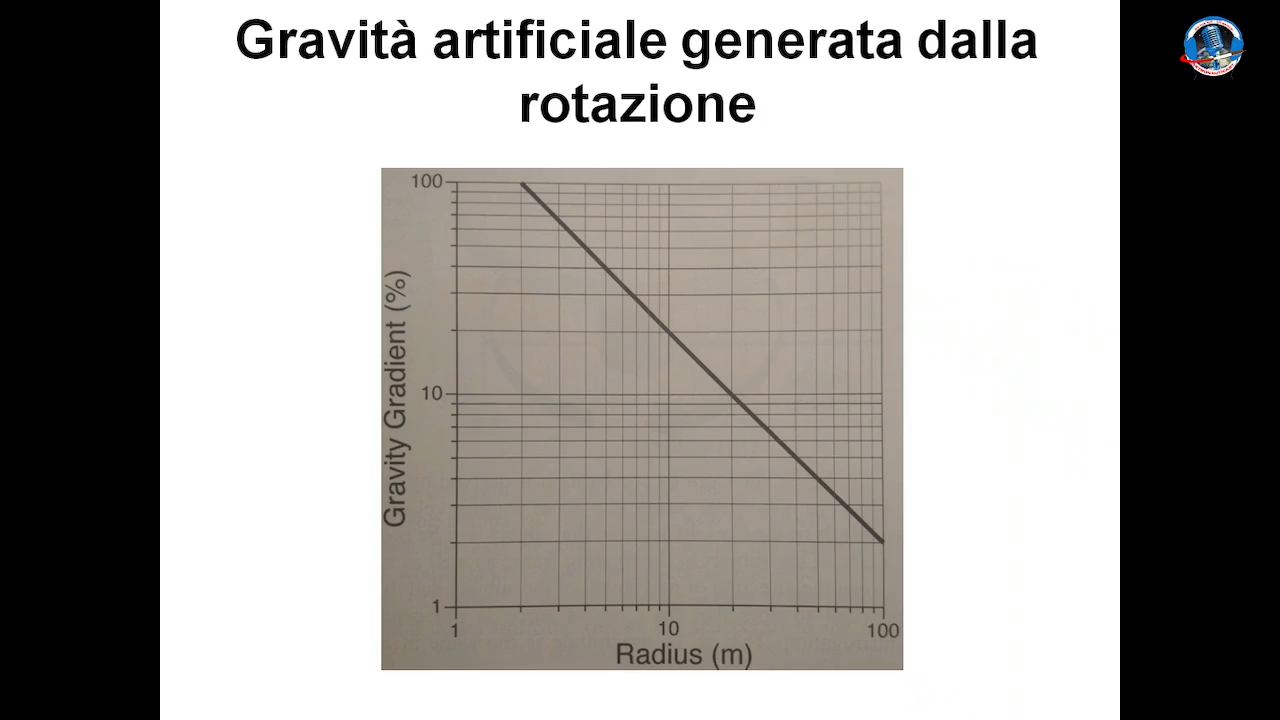 Gravità artificiale generata dalla
rotazione
100
10
1
Gravity Gradient (%)
1
10
100
Radius (m)